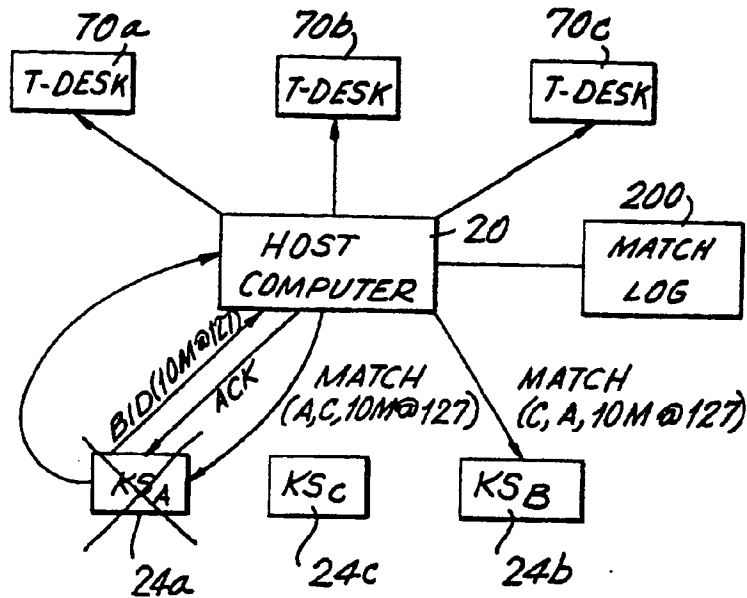 70a
70b
70c
T-DESK
T-DESK
T-DESK
HOST
COMPUTER
20
200
MATCH
LOG
BID(10M@127)
ACK
MATCH
(A,C,10M@127)
MATCH
(C,A,10M@127)
KSA
KSC
KSB
24a
24c
24b